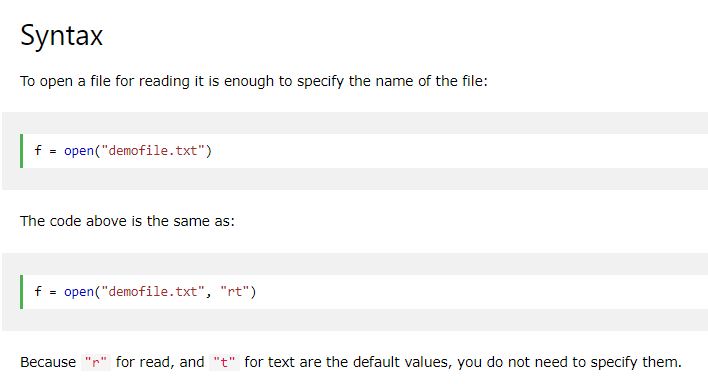 Syntax
To open a file for reading it is enough to specify the name of the file:
f = open("demofile.txt")
The code above is the same as:
f = open("demofile.txt", "rt")
Because "r" for read, and "t" for text are the default values, you do not need to specify them.